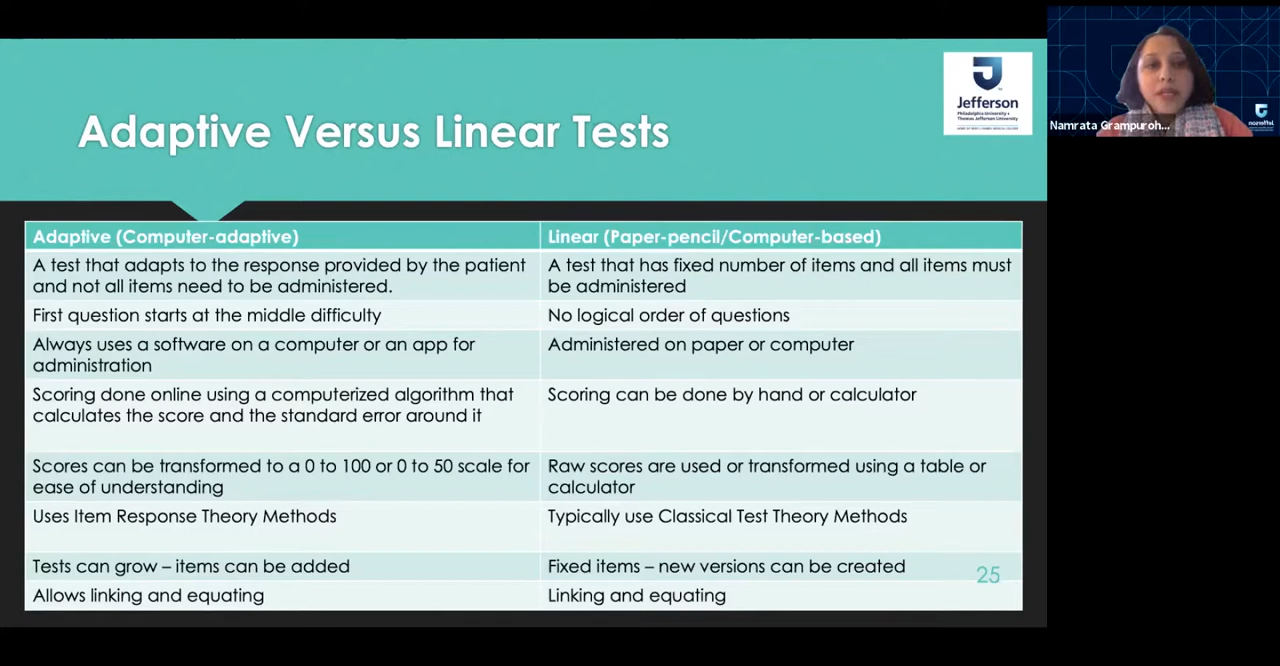 Adaptive Versus Linear Tests
Jefferson
Philadelphia University +
Thomas Jefferson University
HOME OF SIDNEY KIMMEL MEDICAL COLLEGE
Namrata Grampuroh...
Adaptive (Computer-adaptive)
Linear (Paper-pencil/Computer-based)
A test that adapts to the response provided by the patient
and not all items need to be administered.
A test that has fixed number of items and all items must
be administered
First question starts at the middle difficulty
No logical order of questions
Always uses a software on a computer or an app for
administration
Administered on paper or computer
Scoring done online using a computerized algorithm that
calculates the score and the standard error around it
Scoring can be done by hand or calculator
Scores can be transformed to a 0 to 100 or 0 to 50 scale for
ease of understanding
Raw scores are used or transformed using a table or
calculator
Uses Item Response Theory Methods
Typically use Classical Test Theory Methods
Tests can grow – items can be added
Fixed items – new versions can be created
25
Allows linking and equating
Linking and equating